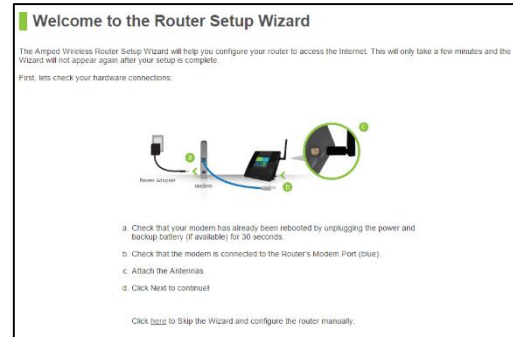 Welcome to the Router Setup Wizard
The Amped Wireless Router Setup Wizard will help you configure your router to access the Internet. This will only take a few minutes and the
Wizard will not appear again after your setup is complete.
First, lets check your hardware connections:
a
c
Power Adapter
Modem
b
a. Check that your modem has already been rebooted by unplugging the power and
backup battery (if available) for 30 seconds.
b. Check that the modem is connected to the Router's Modem Port (blue).
c. Attach the Antennas.
d. Click Next to continue!
Click here to Skip the Wizard and configure the router manually.